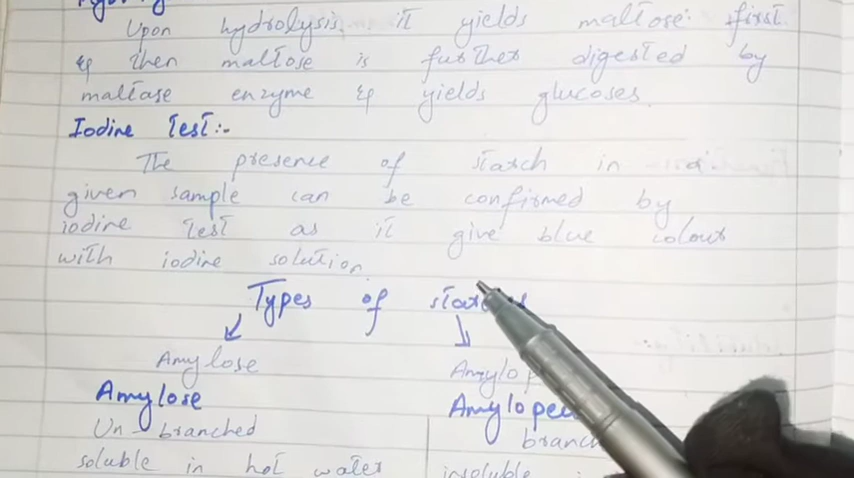 Upon hydrolysis, it yields maltose first
& then maltose is further digested by
maltase enzyme & yields glucoses.
Iodine Test:-
The presence of starch in a
given sample can be confirmed by
iodine test as it give blue colour
with iodine solution.
Types of
Amylose
Amylose
Un-branched
soluble in hot water insoluble